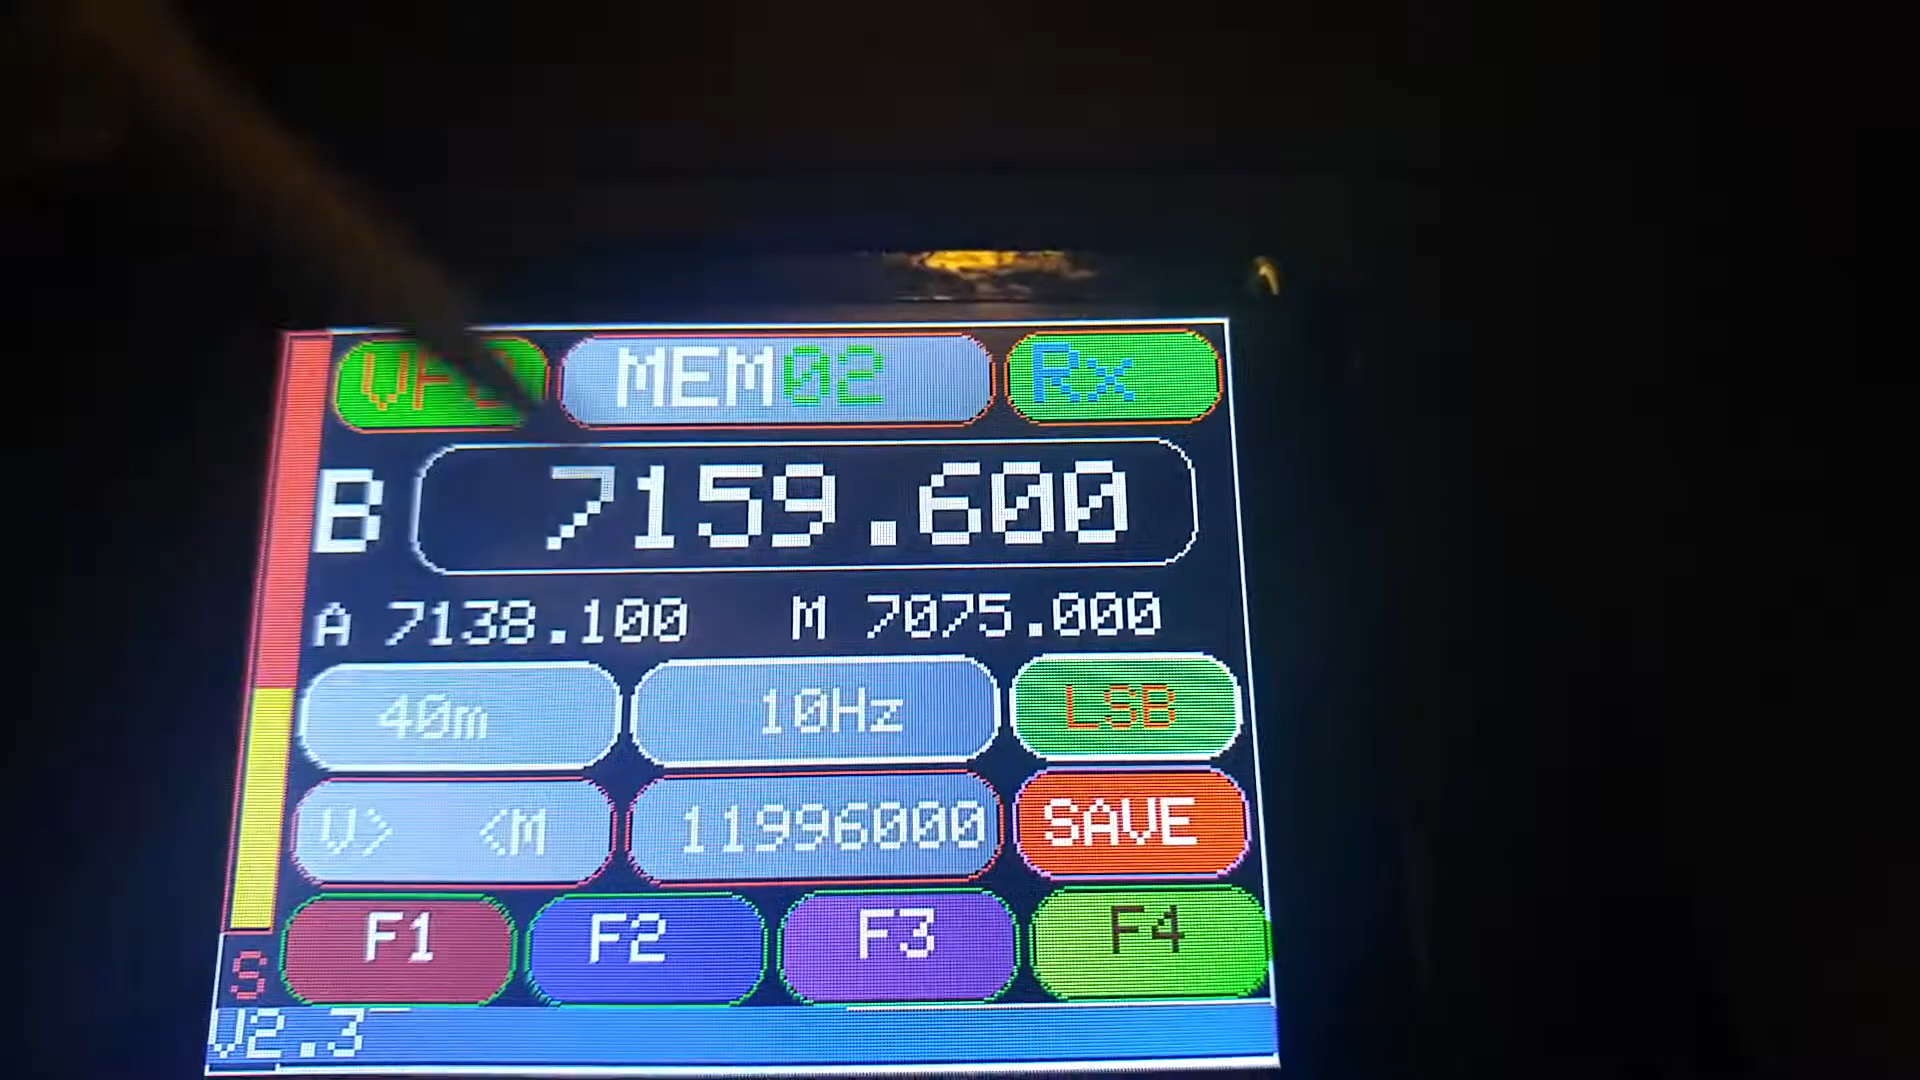 VFO MEM02 Rx
B 7159.600
A 7138.100 M 7075.000
40m 10Hz LSB
V> <M 11996000 SAVE
F1 F2 F3 F4
S
V2.3